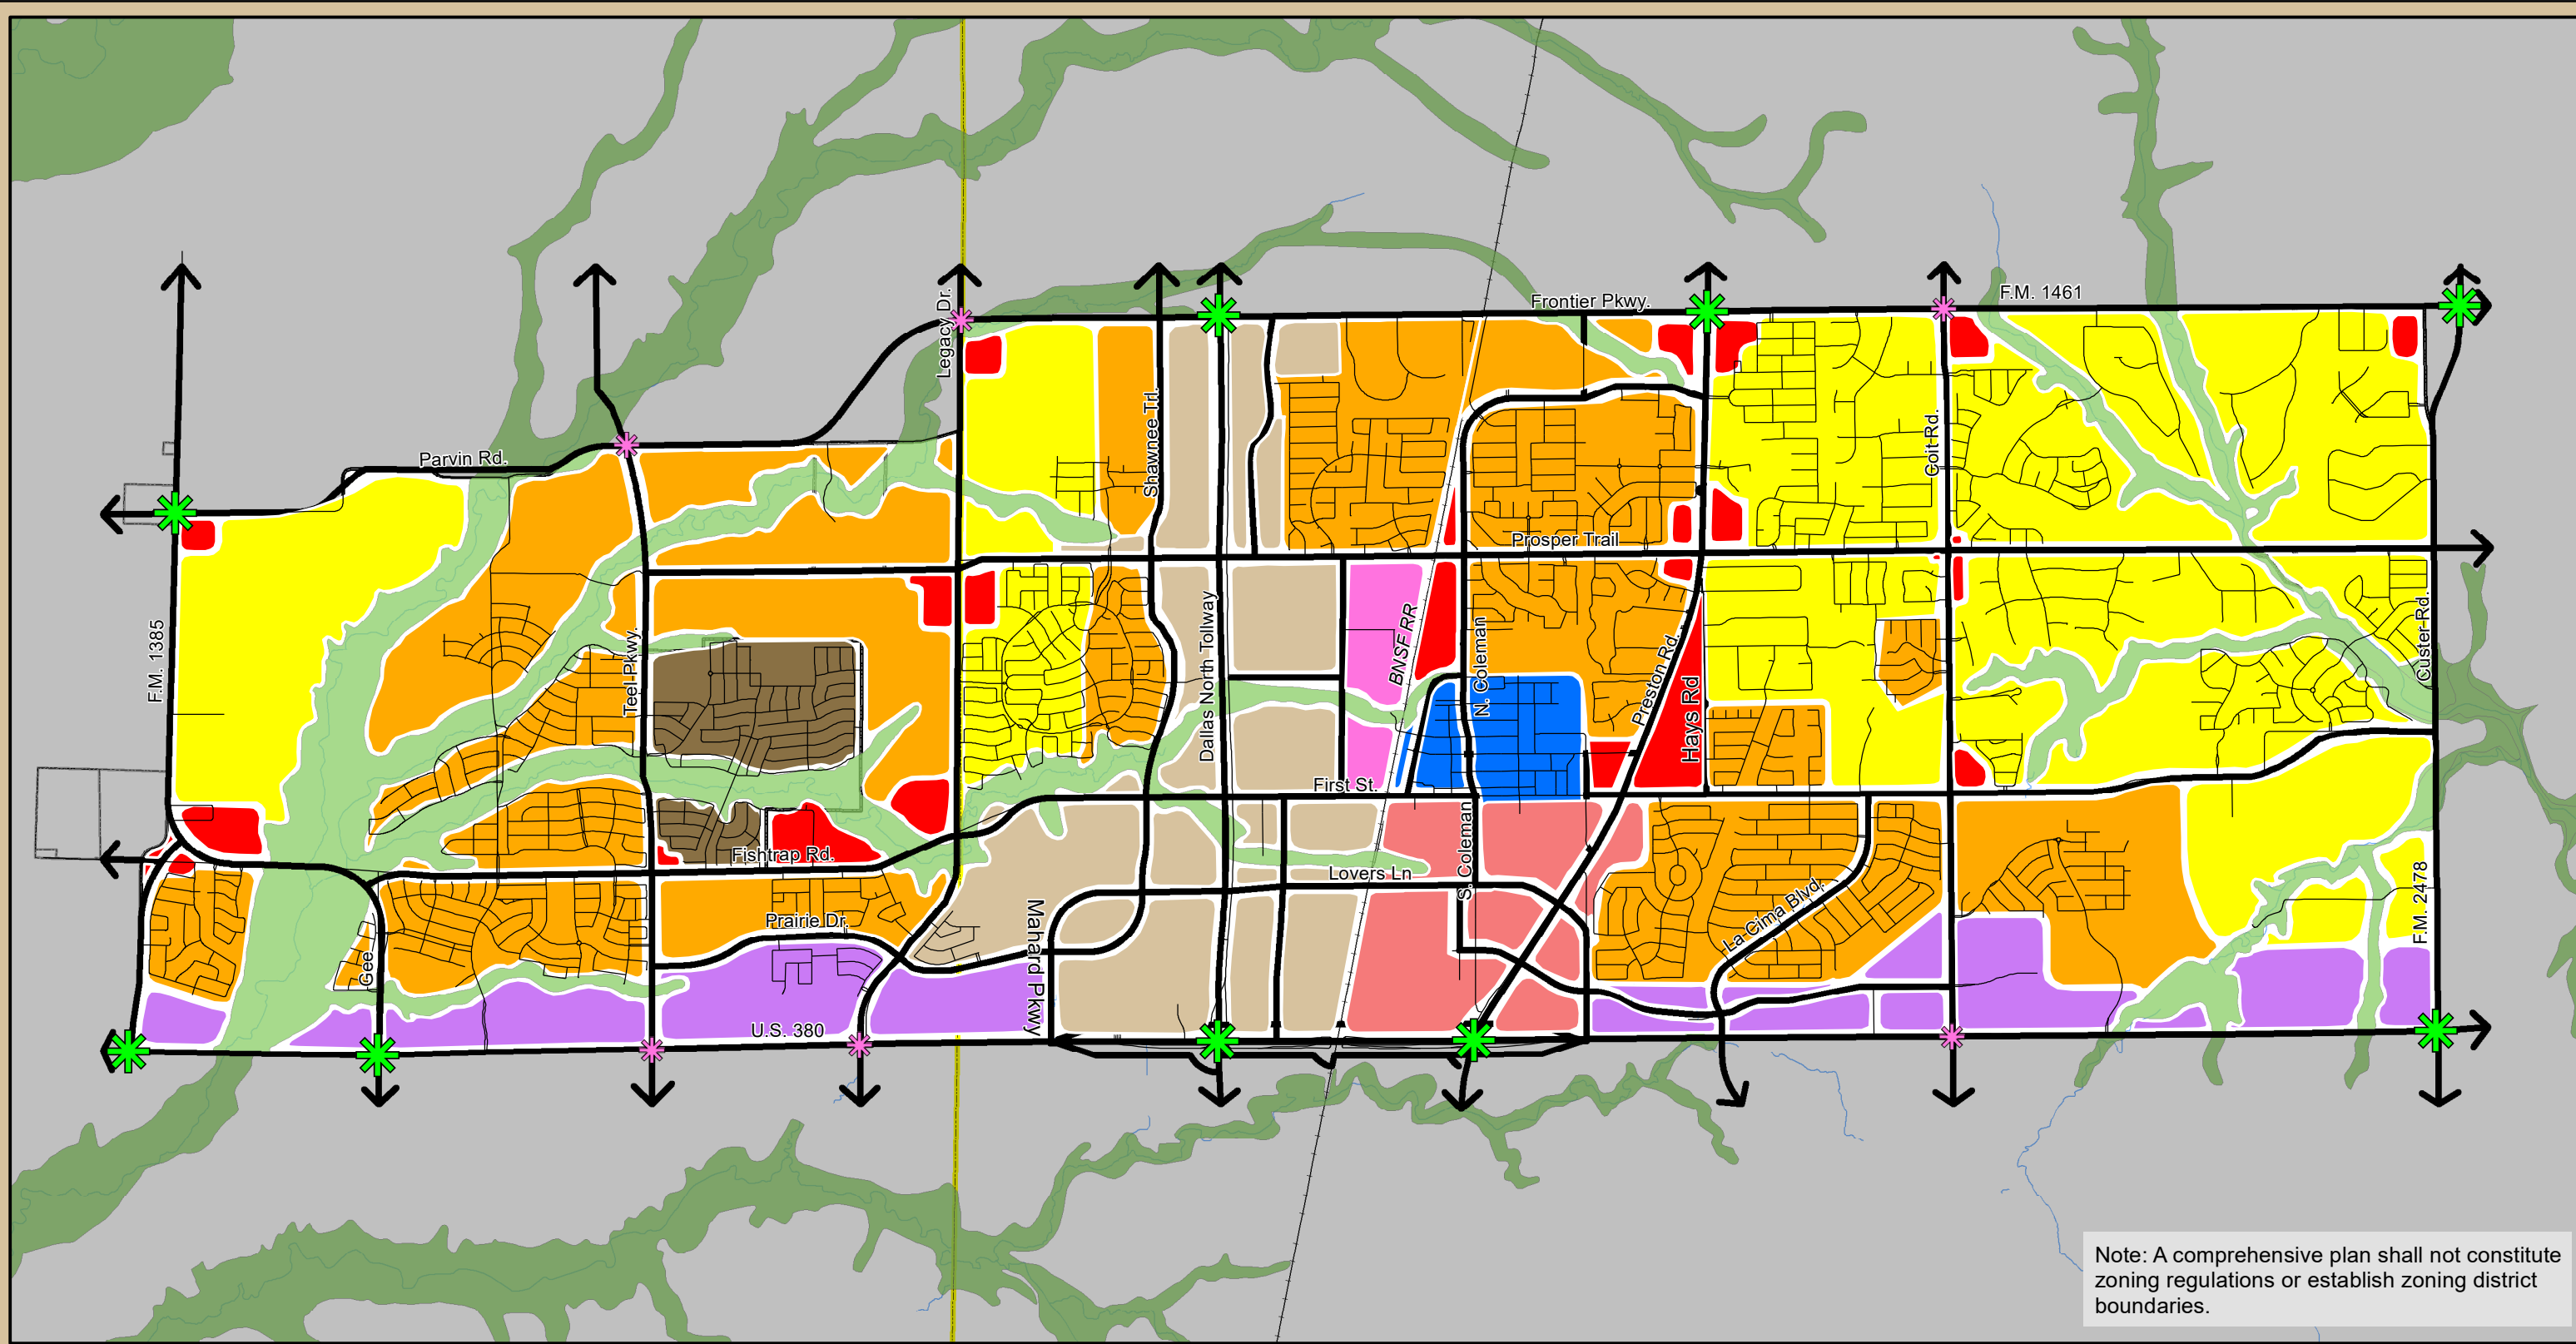 F.M. 1461
Frontier Pkwy.
Legacy Dr.
Shawnee Trl.
Coit Rd.
Parvin Rd.
Prosper Trail
F.M. 1385
Teel Pkwy.
Dallas North Tollway
BNSF RR
N. Coleman
Preston Rd.
Hays Rd
Custer Rd.
First St.
Fishtrap Rd.
Lovers Ln
S. Coleman
La Cima Blvd.
F.M. 2478
Prairie Dr.
Gee
Mahard Pkwy
U.S. 380
Note: A comprehensive plan shall not constitute
zoning regulations or establish zoning district
boundaries.